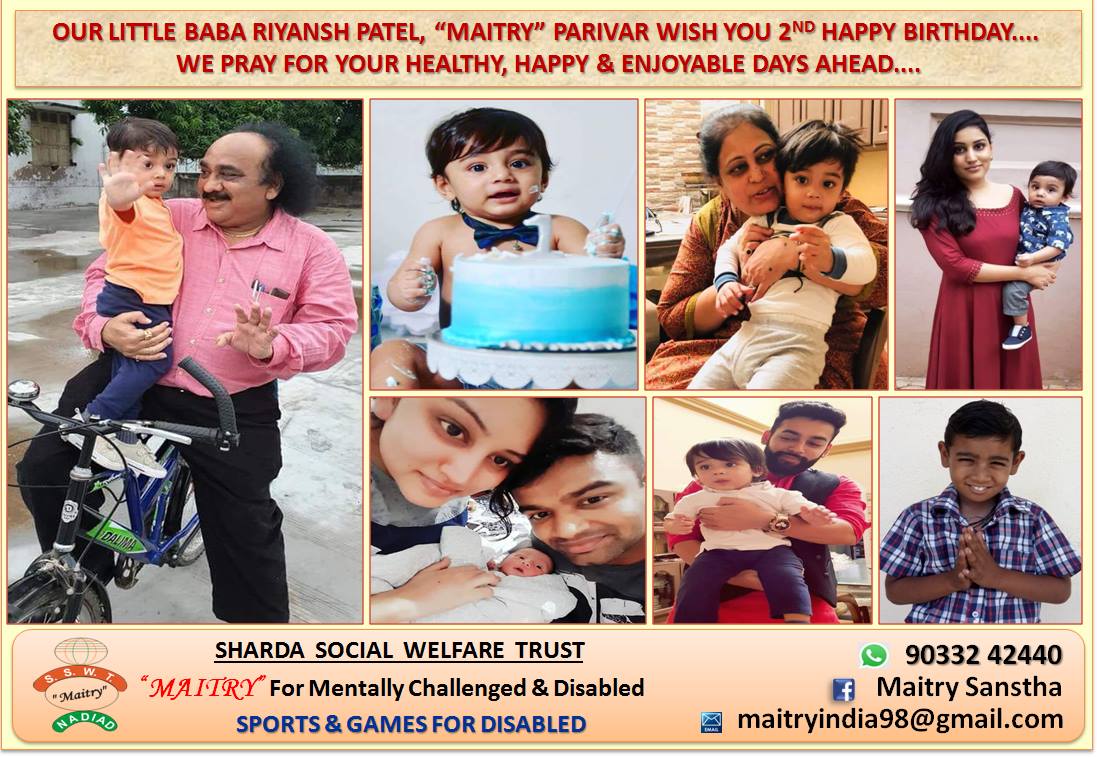 OUR LITTLE BABA RIYANSH PATEL, “MAITRY” PARIVAR WISH YOU 2ND HAPPY BIRTHDAY....
WE PRAY FOR YOUR HEALTHY, HAPPY & ENJOYABLE DAYS AHEAD....
SHARDA SOCIAL WELFARE TRUST
“MAITRY” For Mentally Challenged & Disabled
SPORTS & GAMES FOR DISABLED
S. S. W. T.
"Maitry"
NADIAD
90332 42440
Maitry Sanstha
EMAIL
maitryindia98@gmail.com